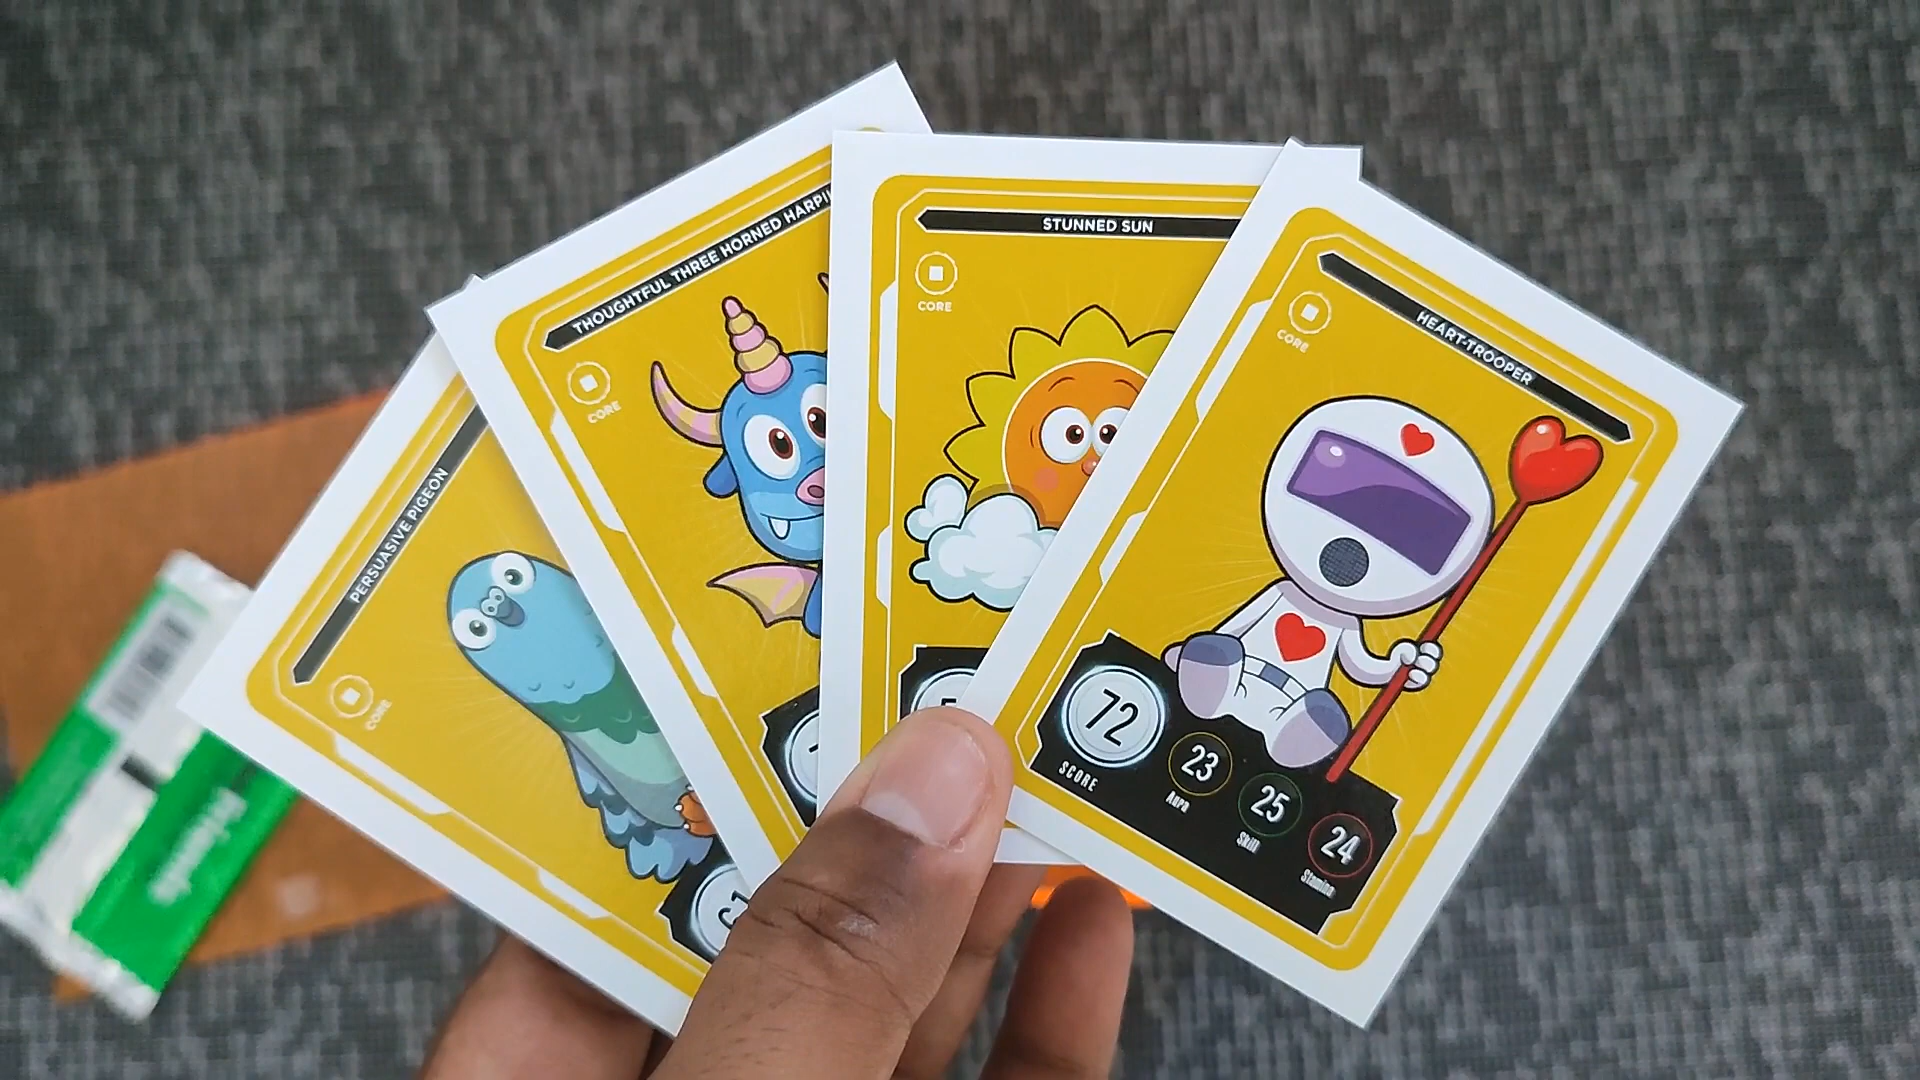 PERSUASIVE PIGEON
CORE
61
THOUGHTFUL THREE HORNED
CORE
STUNNED SUN
CORE
HEART-TROOPER
CORE
72
SCORE
23
Aura
25
Skill
24
Stamina